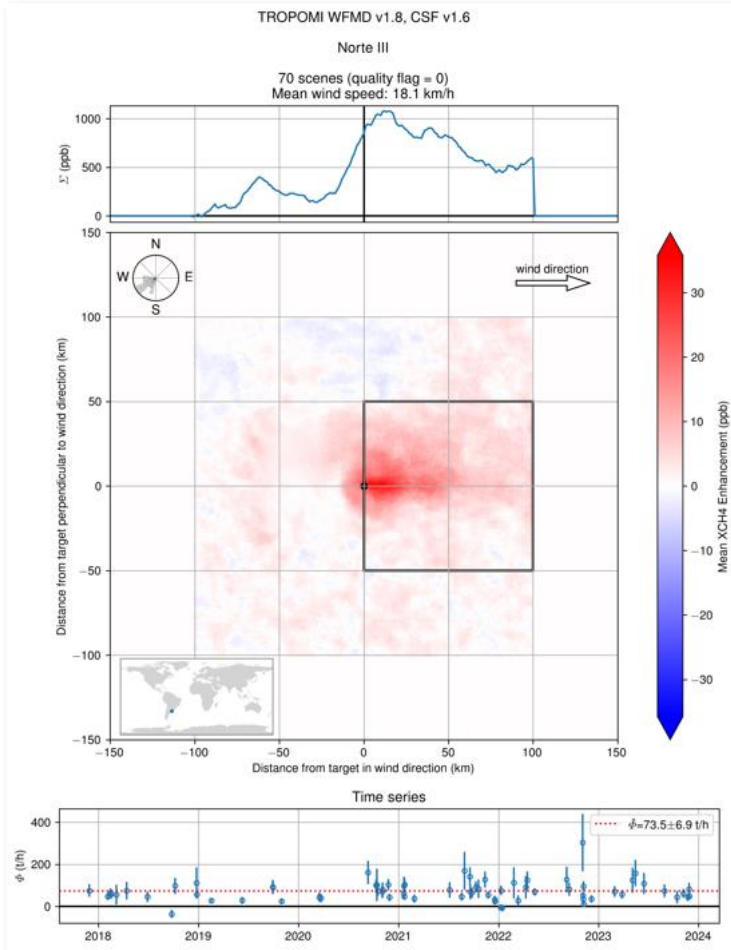 TROPOMI WFMD v1.8, CSF v1.6
Norte III
70 scenes (quality flag = 0)
Mean wind speed: 18.1 km/h
1000
500
0
Σ (ppb)
150
100
50
0
−50
−100
−150
Distance from target perpendicular to wind direction (km)
N
W E
S
wind direction
−150 −100 −50 0 50 100 150
Distance from target in wind direction (km)
30
20
10
0
−10
−20
−30
Mean XCH4 Enhancement (ppb)
Time series
400
200
0
Φ (t/h)
Φ̄=73.5±6.9 t/h
2018 2019 2020 2021 2022 2023 2024